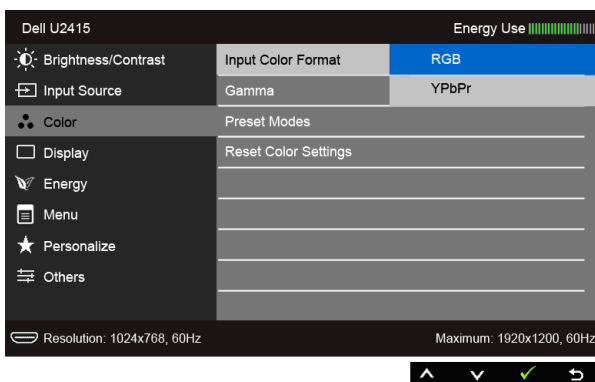 Dell U2415 Energy Use
Brightness/Contrast Input Color Format RGB
Input Source Gamma YPbPr
Color Preset Modes
Display Reset Color Settings
Energy
Menu
Personalize
Others
Resolution: 1024x768, 60Hz Maximum: 1920x1200, 60Hz